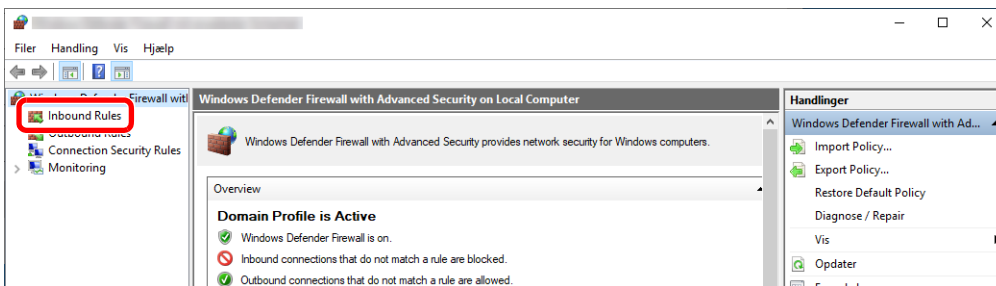 Filer Handling Vis Hjælp
Firewall with
Inbound Rules
Outbound Rules
Connection Security Rules
Monitoring
Windows Defender Firewall with Advanced Security on Local Computer
Windows Defender Firewall with Advanced Security provides network security for Windows computers.
Overview
Domain Profile is Active
Windows Defender Firewall is on.
Inbound connections that do not match a rule are blocked.
Outbound connections that do not match a rule are allowed.
Handlinger
Windows Defender Firewall with Ad...
Import Policy...
Export Policy...
Restore Default Policy
Diagnose / Repair
Vis
Opdater